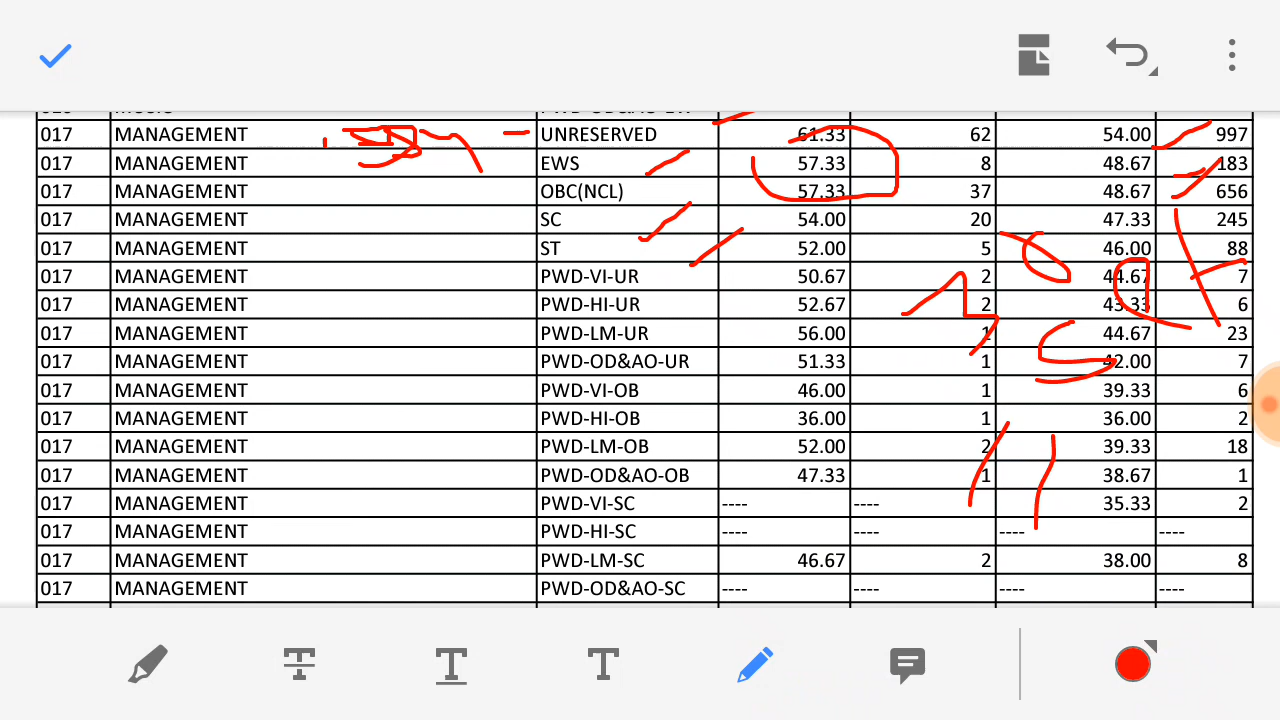 017 MANAGEMENT UNRESERVED 61.33 62 54.00 997
017 MANAGEMENT EWS 57.33 8 48.67 183
017 MANAGEMENT OBC(NCL) 57.33 37 48.67 656
017 MANAGEMENT SC 54.00 20 47.33 245
017 MANAGEMENT ST 52.00 5 46.00 88
017 MANAGEMENT PWD-VI-UR 50.67 2 44.67 7
017 MANAGEMENT PWD-HI-UR 52.67 2 43.33 6
017 MANAGEMENT PWD-LM-UR 56.00 1 44.67 23
017 MANAGEMENT PWD-OD&AO-UR 51.33 1 42.00 7
017 MANAGEMENT PWD-VI-OB 46.00 1 39.33 6
017 MANAGEMENT PWD-HI-OB 36.00 1 36.00 2
017 MANAGEMENT PWD-LM-OB 52.00 2 39.33 18
017 MANAGEMENT PWD-OD&AO-OB 47.33 1 38.67 1
017 MANAGEMENT PWD-VI-SC ---- ---- 35.33 2
017 MANAGEMENT PWD-HI-SC ---- ---- ---- ----
017 MANAGEMENT PWD-LM-SC 46.67 2 38.00 8
017 MANAGEMENT PWD-OD&AO-SC ---- ---- ---- ----